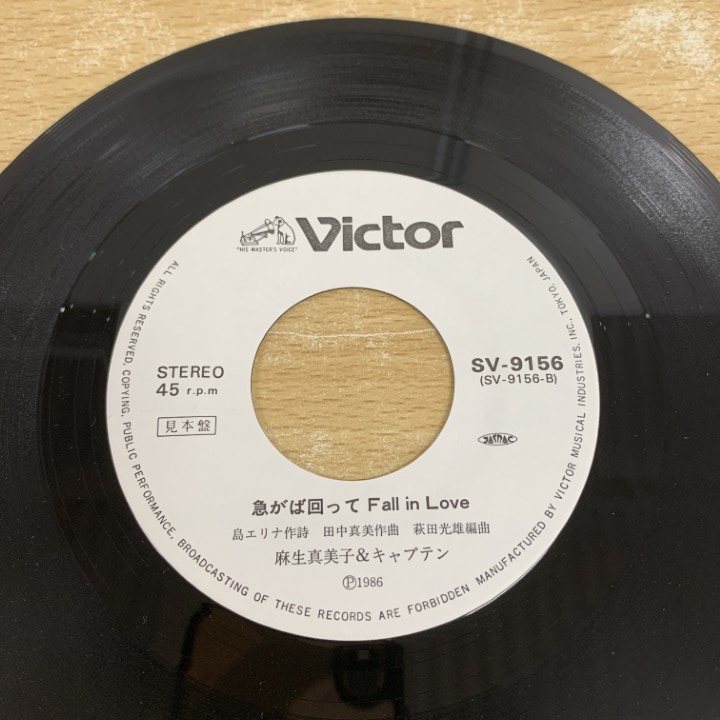 Victor
"HIS MASTER'S VOICE"
STEREO
45 r.p.m
見本盤
SV-9156
(SV-9156-B)
JASRAC
急がば回って Fall in Love
島エリナ作詩 田中真美作曲 萩田光雄編曲
麻生真美子&キャプテン
Ⓟ1986
ALL RIGHTS RESERVED, COPYING, PUBLIC PERFORMANCE, BROADCASTING OF THESE RECORDS ARE FORBIDDEN MANUFACTURED BY VICTOR MUSICAL INDUSTRIES, INC, TOKYO, JAPAN